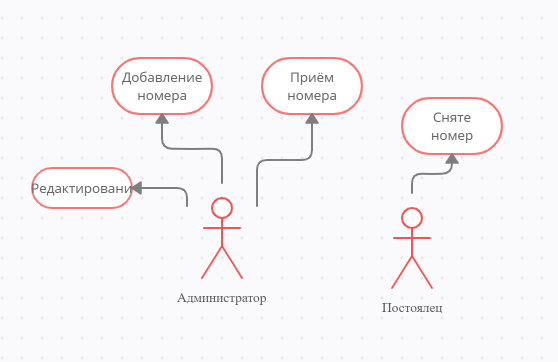 Добавление
номера
Приём
номера
Сняте
номер
Редактировани
Администратор
Постоялец